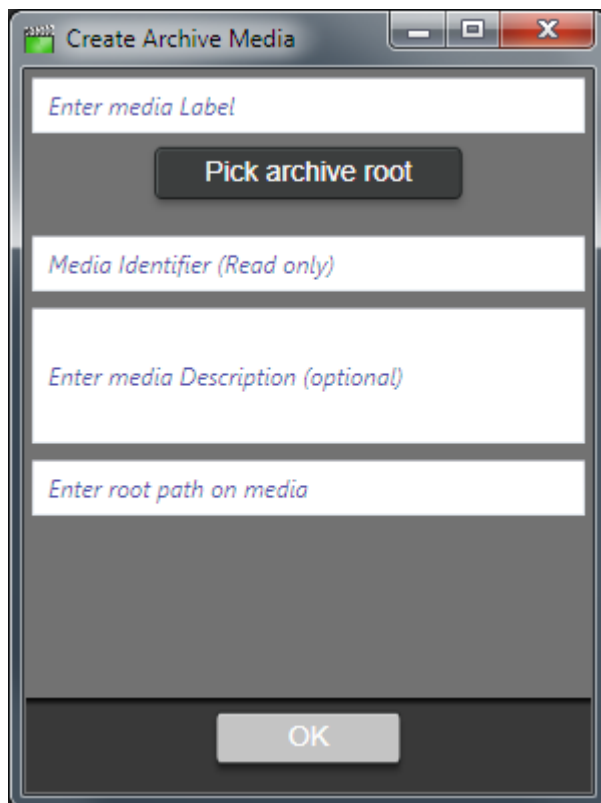 Create Archive Media
Enter media Label
Pick archive root
Media Identifier (Read only)
Enter media Description (optional)
Enter root path on media
OK